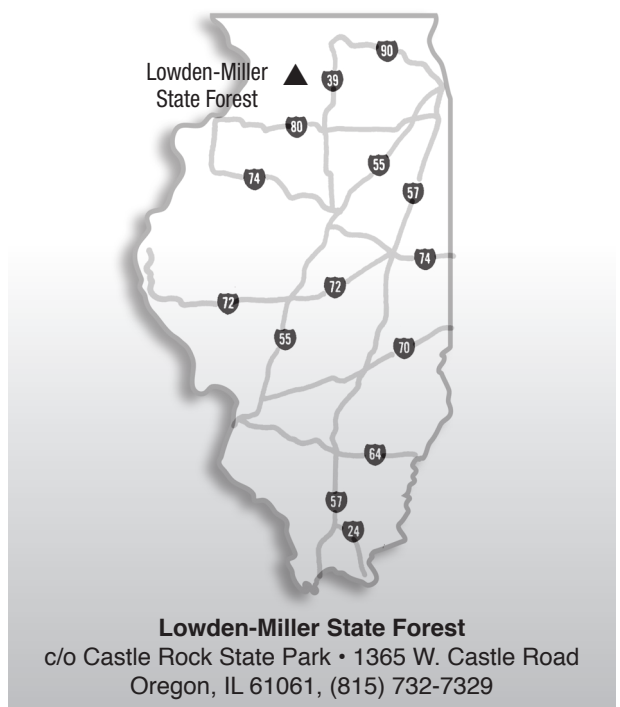 90
Lowden-Miller
State Forest
39
80
55
74
57
74
72
72
55
70
64
57
24
Lowden-Miller State Forest
c/o Castle Rock State Park • 1365 W. Castle Road
Oregon, IL 61061, (815) 732-7329